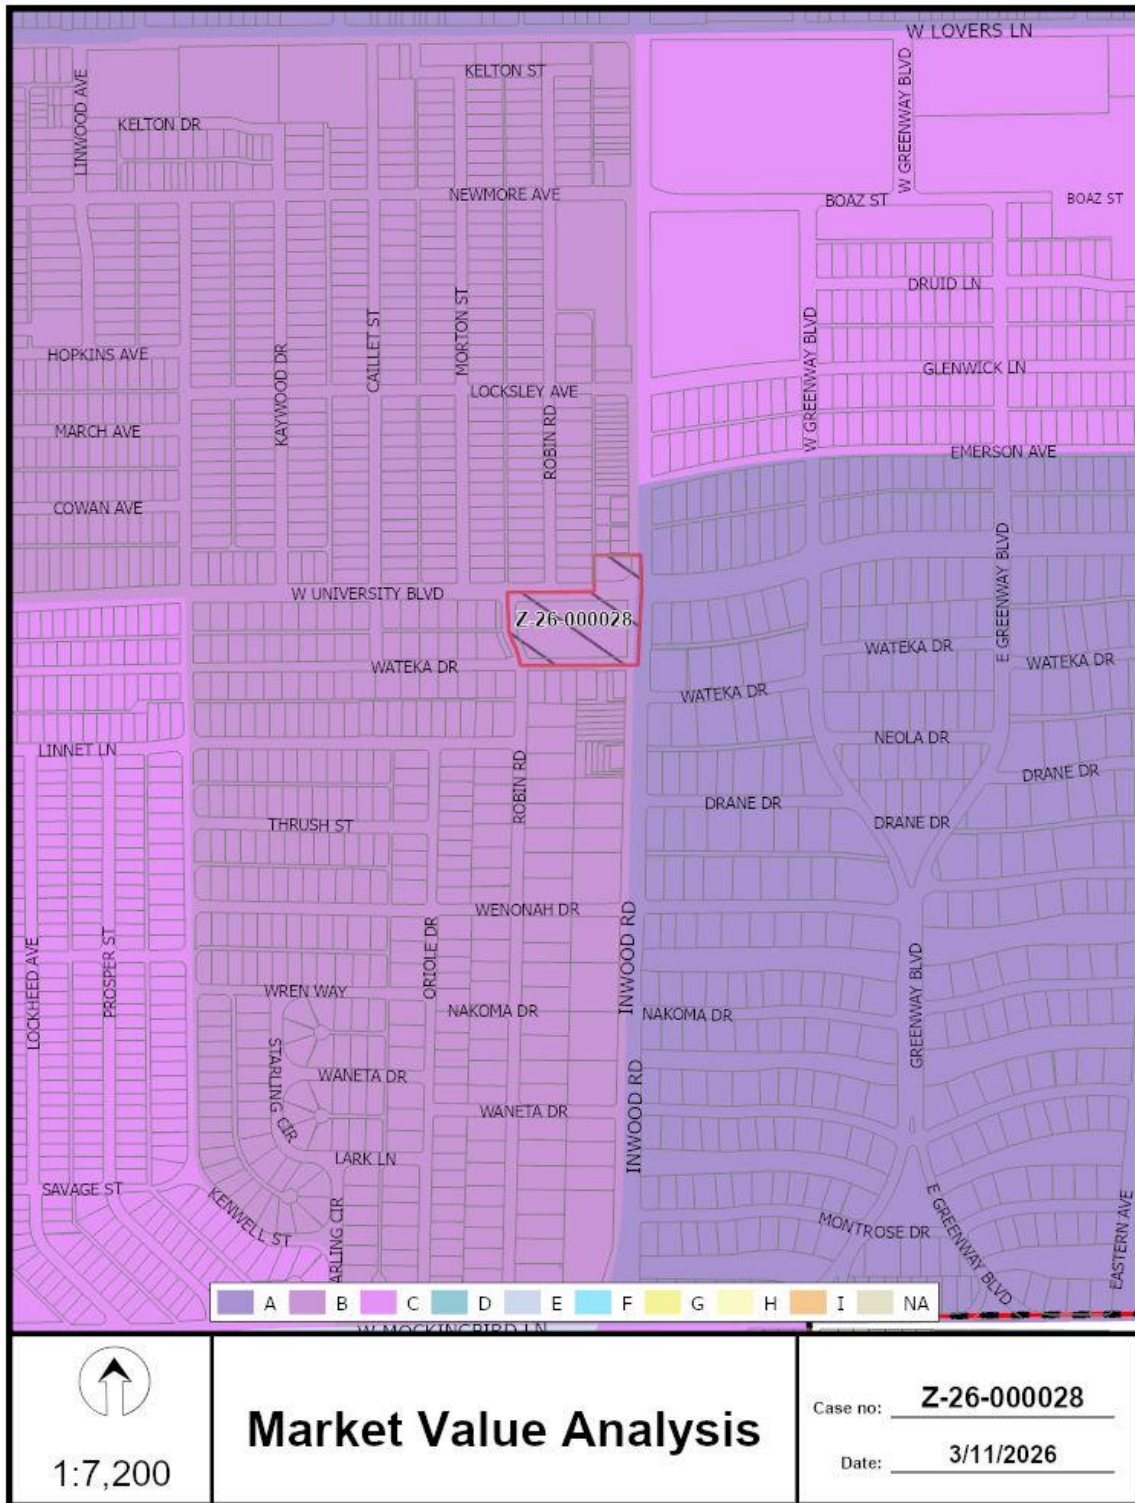 W LOVERS LN
KELTON ST
LINWOOD AVE
W GREENWAY BLVD
KELTON DR
NEWMORE AVE
BOAZ ST
BOAZ ST
DRUID LN
MORTON ST
CAILLET ST
HOPKINS AVE
KAYWOOD DR
W GREENWAY BLVD
GLENWICK LN
LOCKSLEY AVE
ROBIN RD
MARCH AVE
EMERSON AVE
COWAN AVE
E GREENWAY BLVD
W UNIVERSITY BLVD
Z-26-000028
WATEKA DR
WATEKA DR
WATEKA DR
WATEKA DR
LINNET LN
NEOLA DR
ROBIN RD
DRANE DR
DRANE DR
DRANE DR
THRUSH ST
WENONAH DR
INWOOD RD
ORIOLE DR
LOCKHEED AVE
PROSPER ST
GREENWAY BLVD
WREN WAY
NAKOMA DR
NAKOMA DR
STARLING CIR
WANETA DR
WANETA DR
INWOOD RD
LARK LN
SAVAGE ST
KENWELL ST
ARLING CIR
MONTROSE DR
E GREENWAY BLVD
EASTERN AVE
A B C D E F G H I NA
W MOCKINGBIRD LN
1:7,200
Market Value Analysis
Case no: Z-26-000028
Date: 3/11/2026